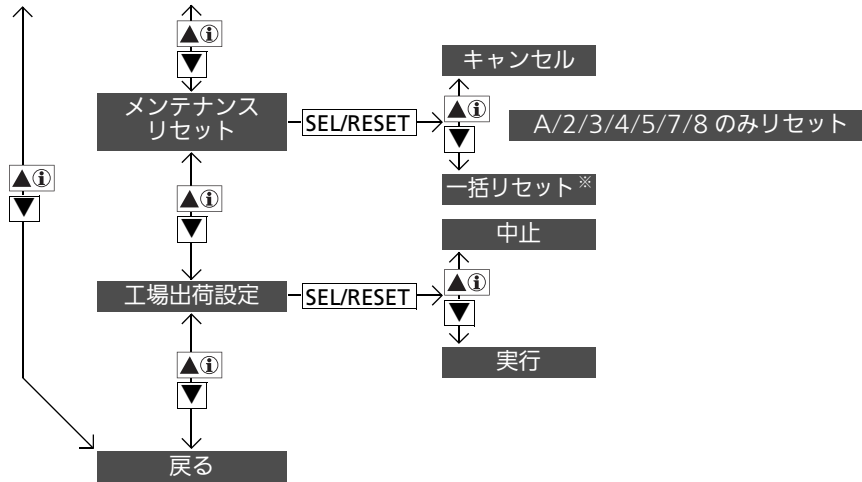 ▲ⓘ
▼
キャンセル
メンテナンス
リセット
SEL/RESET
▲ⓘ
▼
A/2/3/4/5/7/8 のみリセット
一括リセット※
▲ⓘ
▼
▲ⓘ
▼
中止
工場出荷設定
SEL/RESET
▲ⓘ
▼
実行
▲ⓘ
▼
戻る